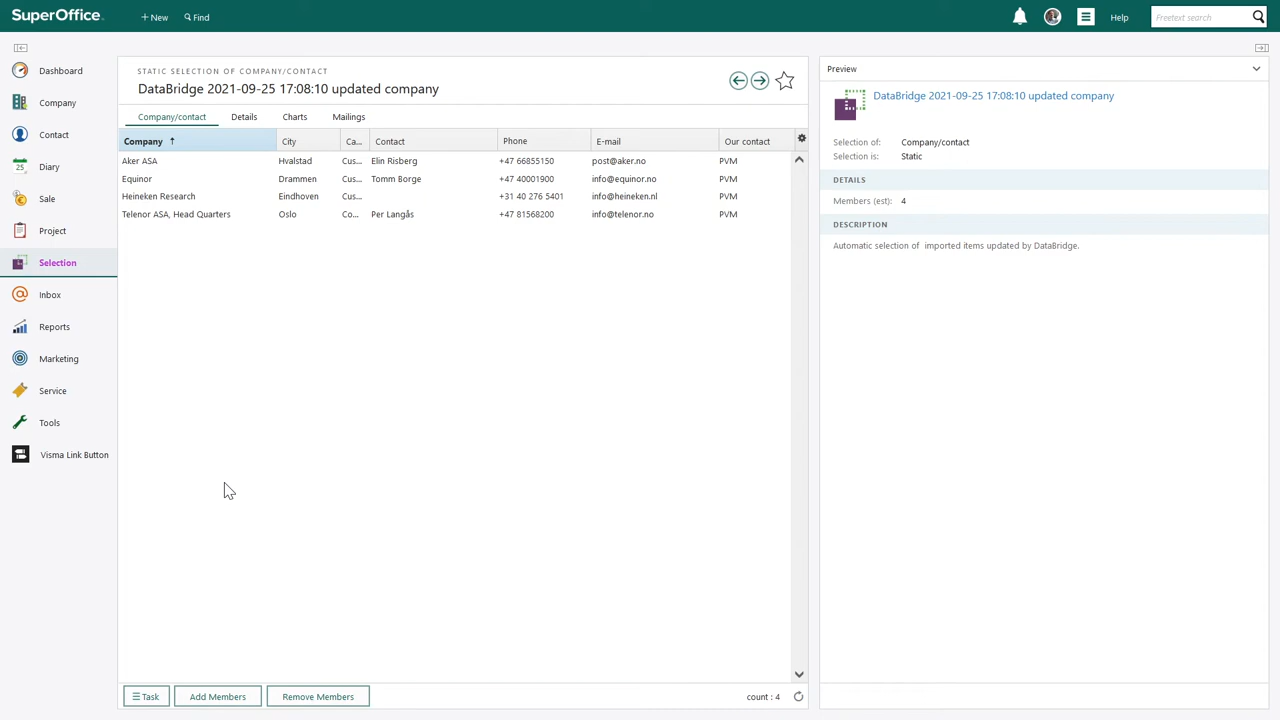 SuperOffice.
+ New
Find
Help
Freetext search
Dashboard
Company
Contact
25
Diary
Sale
Project
Selection
Inbox
Reports
Marketing
Service
Tools
Visma Link Button
STATIC SELECTION OF COMPANY/CONTACT
DataBridge 2021-09-25 17:08:10 updated company
Company/contact Details Charts Mailings
Company ↑ City Ca... Contact Phone E-mail Our contact
Aker ASA Hvalstad Cus... Elin Risberg +47 66855150 post@aker.no PVM
Equinor Drammen Cus... Tomm Borge +47 40001900 info@equinor.no PVM
Heineken Research Eindhoven Cus... +31 40 276 5401 info@heineken.nl PVM
Telenor ASA, Head Quarters Oslo Co... Per Langås +47 81568200 info@telenor.no PVM
Task Add Members Remove Members count : 4
Preview
DataBridge 2021-09-25 17:08:10 updated company
Selection of: Company/contact
Selection is: Static
DETAILS
Members (est): 4
DESCRIPTION
Automatic selection of imported items updated by DataBridge.